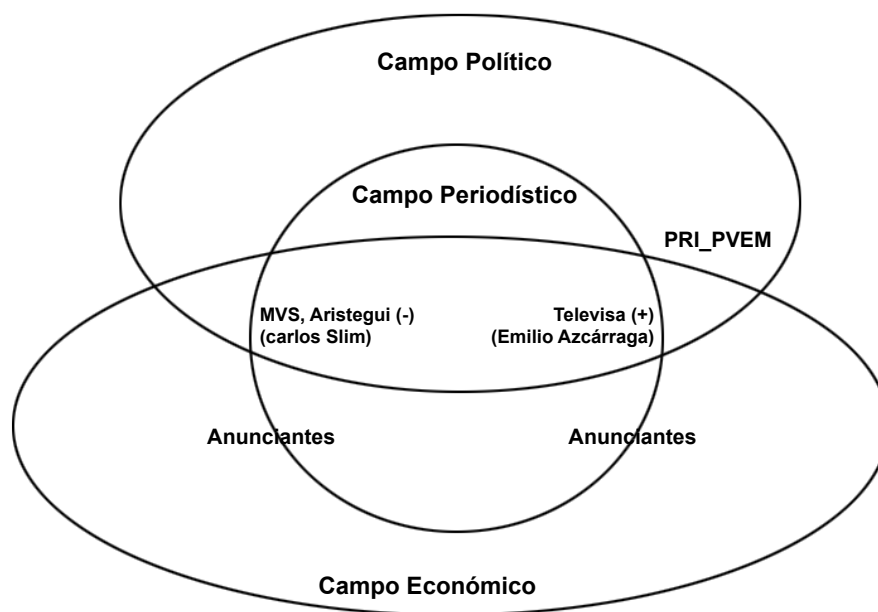 Campo Político
Campo Periodístico
PRI_PVEM
MVS, Aristegui (-)
(carlos Slim)
Televisa (+)
(Emilio Azcárraga)
Anunciantes
Anunciantes
Campo Económico